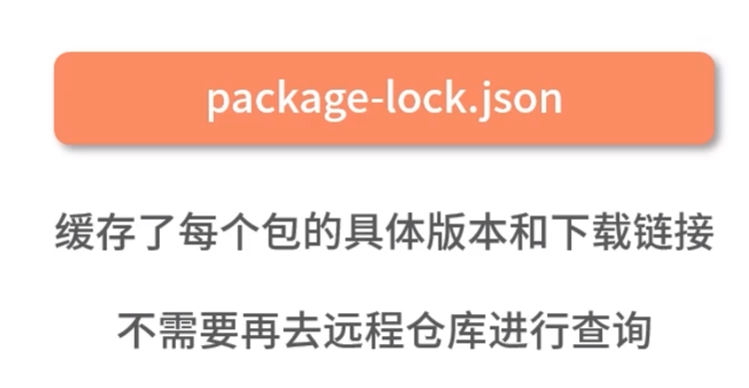 package-lock.json
缓存了每个包的具体版本和下载链接
不需要再去远程仓库进行查询